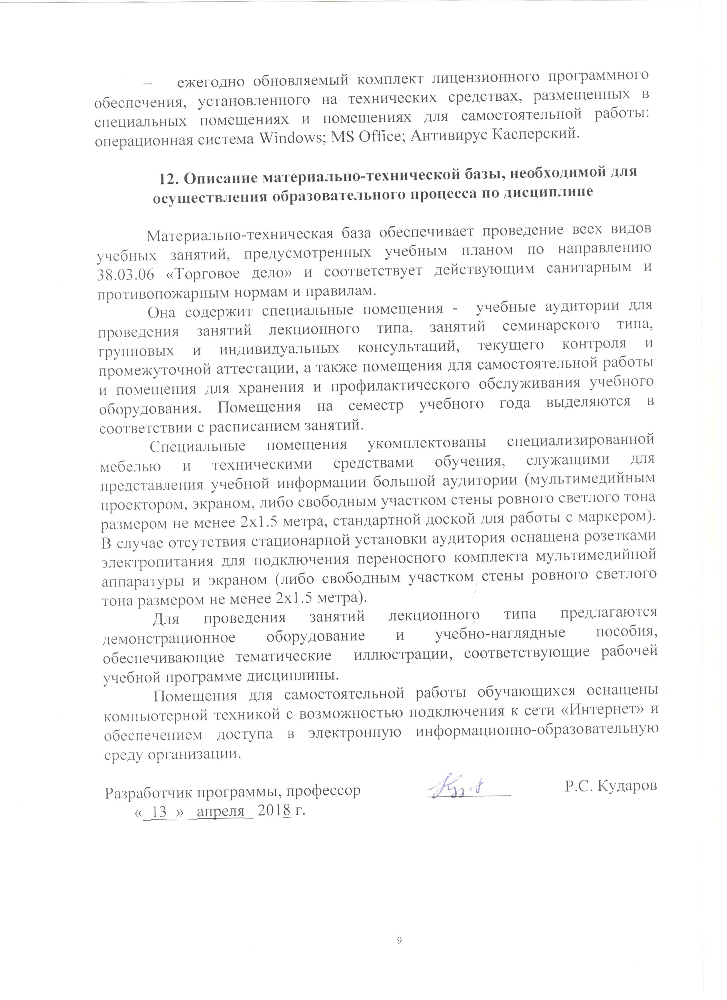 – ежегодно обновляемый комплект лицензионного программного
обеспечения, установленного на технических средствах, размещенных в
специальных помещениях и помещениях для самостоятельной работы:
операционная система Windows; MS Office; Антивирус Касперский.
12. Описание материально-технической базы, необходимой для
осуществления образовательного процесса по дисциплине
Материально-техническая база обеспечивает проведение всех видов
учебных занятий, предусмотренных учебным планом по направлению
38.03.06 «Торговое дело» и соответствует действующим санитарным и
противопожарным нормам и правилам.
Она содержит специальные помещения - учебные аудитории для
проведения занятий лекционного типа, занятий семинарского типа,
групповых и индивидуальных консультаций, текущего контроля и
промежуточной аттестации, а также помещения для самостоятельной работы
и помещения для хранения и профилактического обслуживания учебного
оборудования. Помещения на семестр учебного года выделяются в
соответствии с расписанием занятий.
Специальные помещения укомплектованы специализированной
мебелью и техническими средствами обучения, служащими для
представления учебной информации большой аудитории (мультимедийным
проектором, экраном, либо свободным участком стены ровного светлого тона
размером не менее 2х1.5 метра, стандартной доской для работы с маркером).
В случае отсутствия стационарной установки аудитория оснащена розетками
электропитания для подключения переносного комплекта мультимедийной
аппаратуры и экраном (либо свободным участком стены ровного светлого
тона размером не менее 2х1.5 метра).
Для проведения занятий лекционного типа предлагаются
демонстрационное оборудование и учебно-наглядные пособия,
обеспечивающие тематические иллюстрации, соответствующие рабочей
учебной программе дисциплины.
Помещения для самостоятельной работы обучающихся оснащены
компьютерной техникой с возможностью подключения к сети «Интернет» и
обеспечением доступа в электронную информационно-образовательную
среду организации.
Разработчик программы, профессор __________ Р.С. Кударов
«_13_» _апреля_ 2018 г.
9